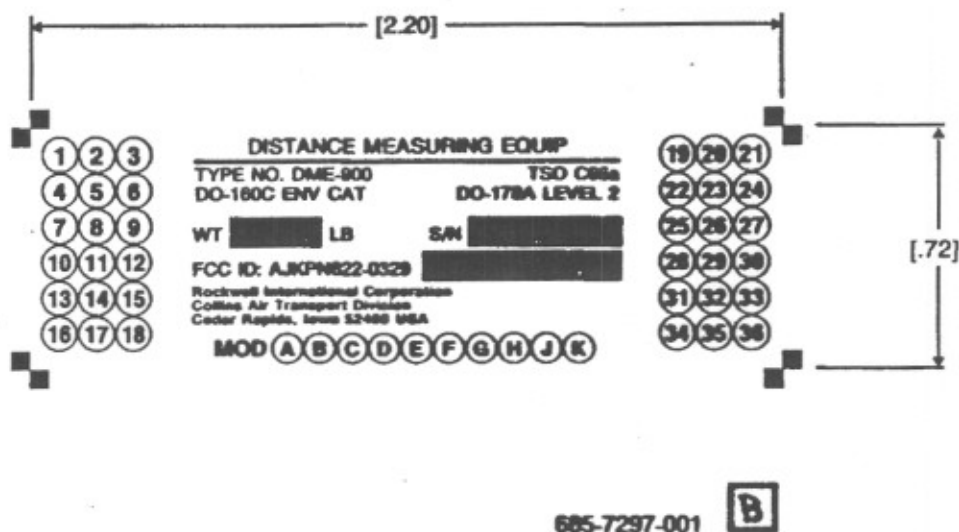 [2.20]
1 2 3
4 5 6
7 8 9
10 11 12
13 14 15
16 17 18
DISTANCE MEASURING EQUIP
TYPE NO. DME-900 TSO C66a
DO-160C ENV CAT DO-178A LEVEL 2
WT LB S/N
FCC ID: AJKPN822-0329
Rockwell International Corporation
Collins Air Transport Division
Cedar Rapids, Iowa 52498 USA
MOD A B C D E F G H J K
19 20 21
22 23 24
25 26 27
28 29 30
31 32 33
34 35 36
[.72]
685-7297-001 B